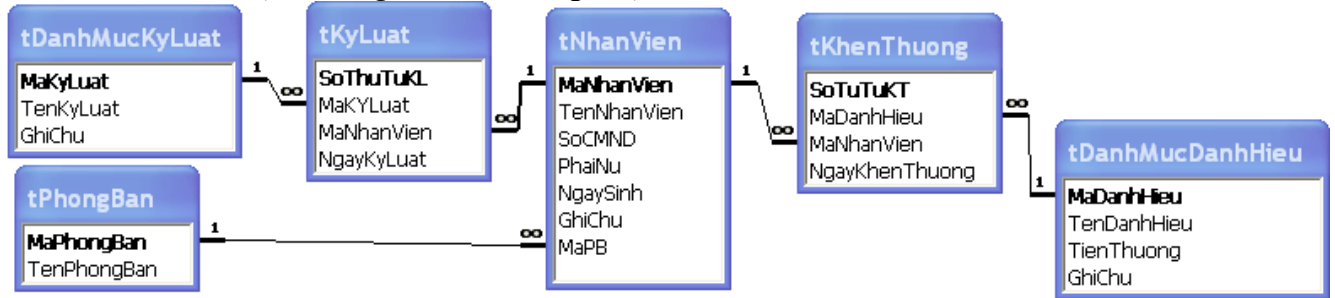 tDanhMucKyLuat
MaKyLuat
TenKyLuat
GhiChu
1
∞
tKyLuat
SoThuTuKL
MaKYLuat
MaNhanVien
NgayKyLuat
1
∞
tNhanVien
MaNhanVien
TenNhanVien
SoCMND
PhaiNu
NgaySinh
GhiChu
MaPB
1
∞
tKhenThuong
SoTuTuKT
MaDanhHieu
MaNhanVien
NgayKhenThuong
∞
1
tDanhMucDanhHieu
MaDanhHieu
TenDanhHieu
TienThuong
GhiChu
tPhongBan
MaPhongBan
TenPhongBan
1
∞